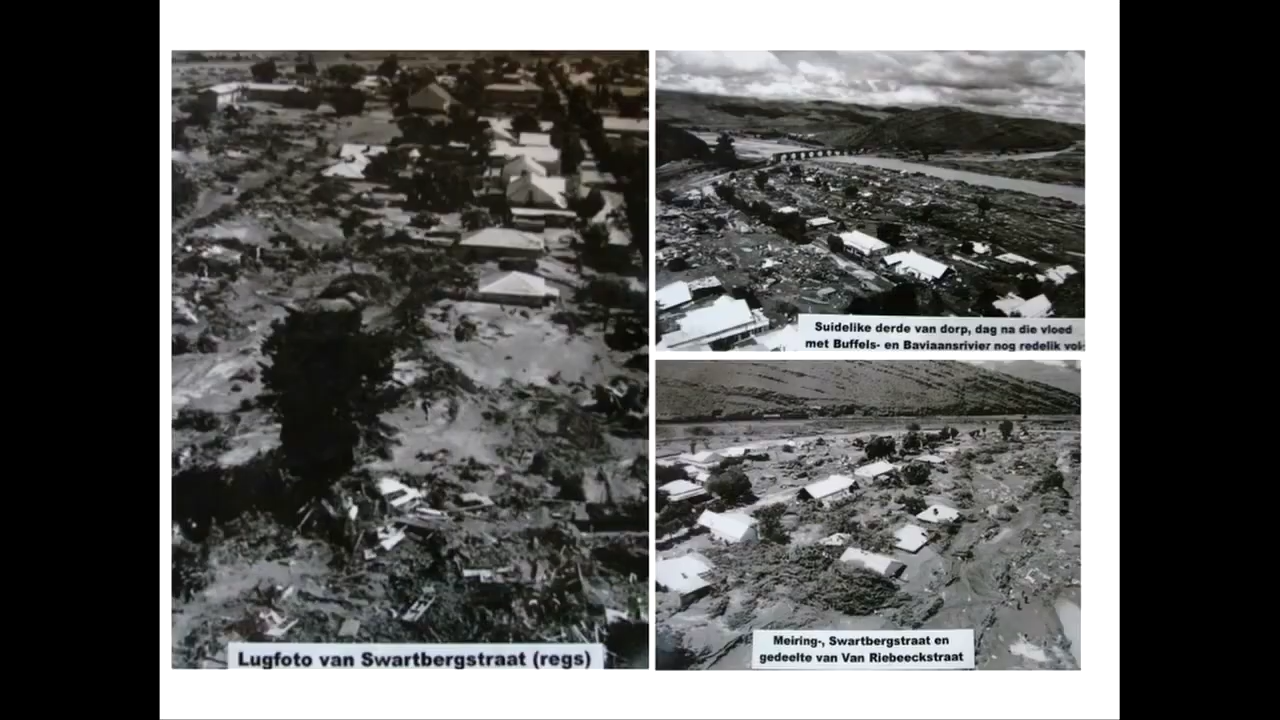 Suidelike derde van dorp, dag na die vloed
met Buffels- en Baviaansrivier nog redelik vol
Lugfoto van Swartbergstraat (regs)
Meiring-, Swartbergstraat en
gedeelte van Van Riebeeckstraat